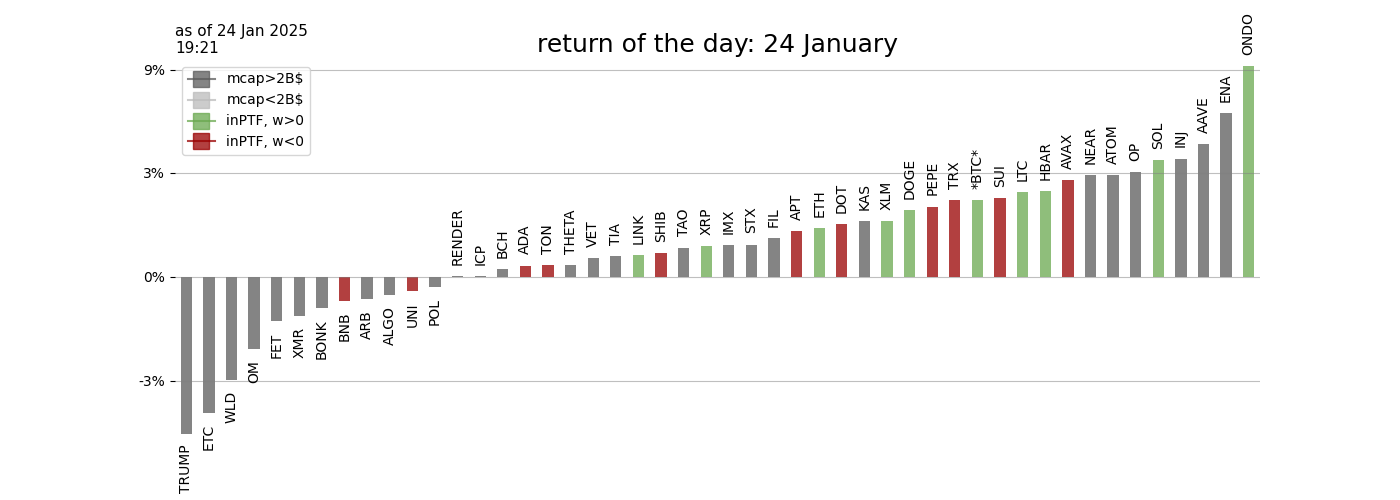 as of 24 Jan 2025
19:21
return of the day: 24 January
9%
3%
0%
-3%
mcap>2B$
mcap<2B$
inPTF, w>0
inPTF, w<0
TRUMP
ETC
WLD
OM
FET
XMR
BONK
BNB
ARB
ALGO
UNI
POL
RENDER
ICP
BCH
ADA
TON
THETA
VET
TIA
LINK
SHIB
TAO
XRP
IMX
STX
FIL
APT
ETH
DOT
KAS
XLM
DOGE
PEPE
TRX
*BTC*
SUI
LTC
HBAR
AVAX
NEAR
ATOM
OP
SOL
INJ
AAVE
ENA
ONDO